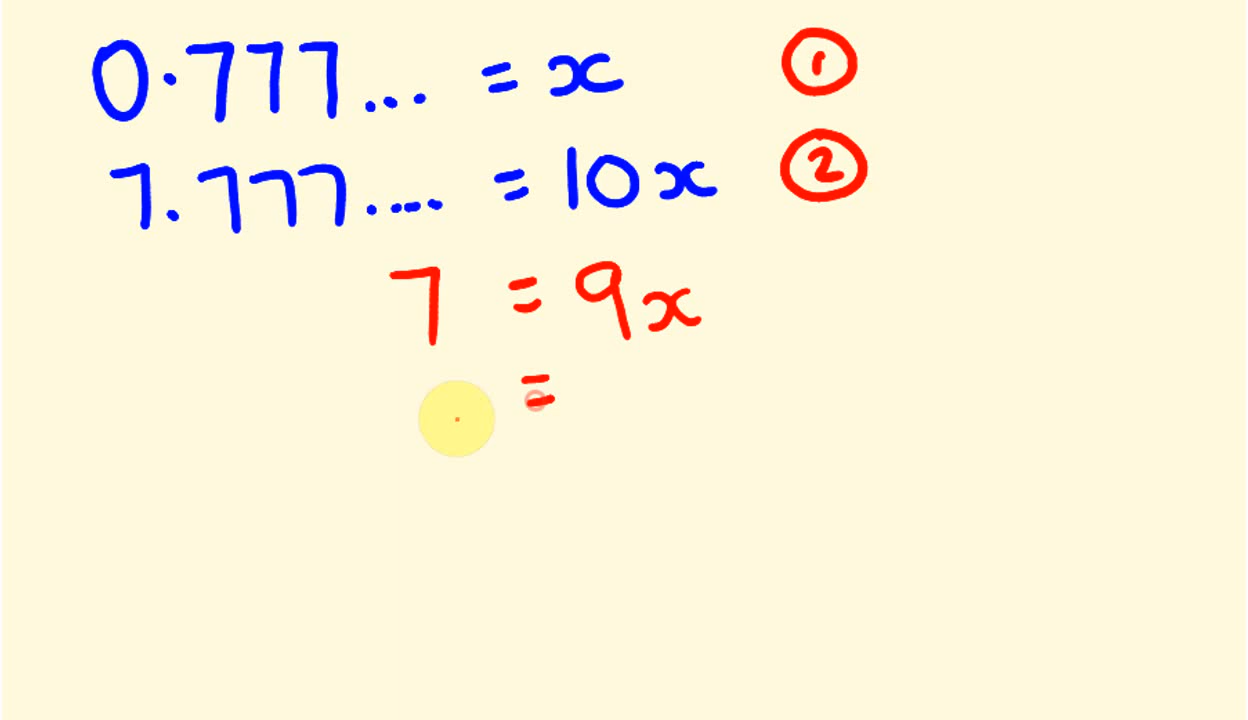 0.777... = x ①
7.777.... = 10x ②
7 = 9x
=